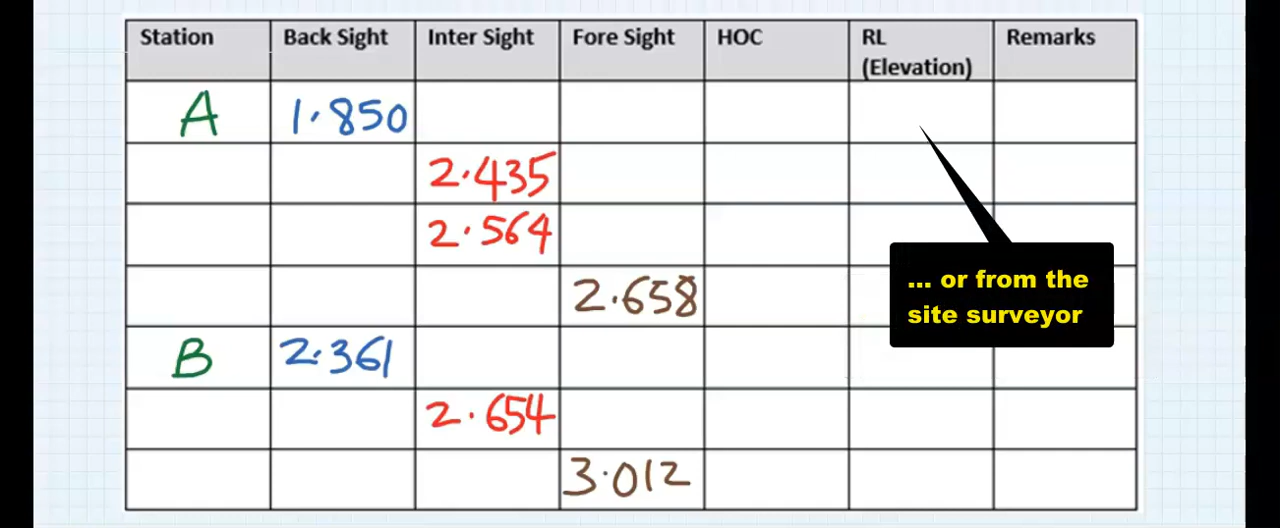 Station Back Sight Inter Sight Fore Sight HOC RL (Elevation) Remarks
A 1.850
2.435
2.564
2.658
... or from the
site surveyor
B 2.361
2.654
3.012